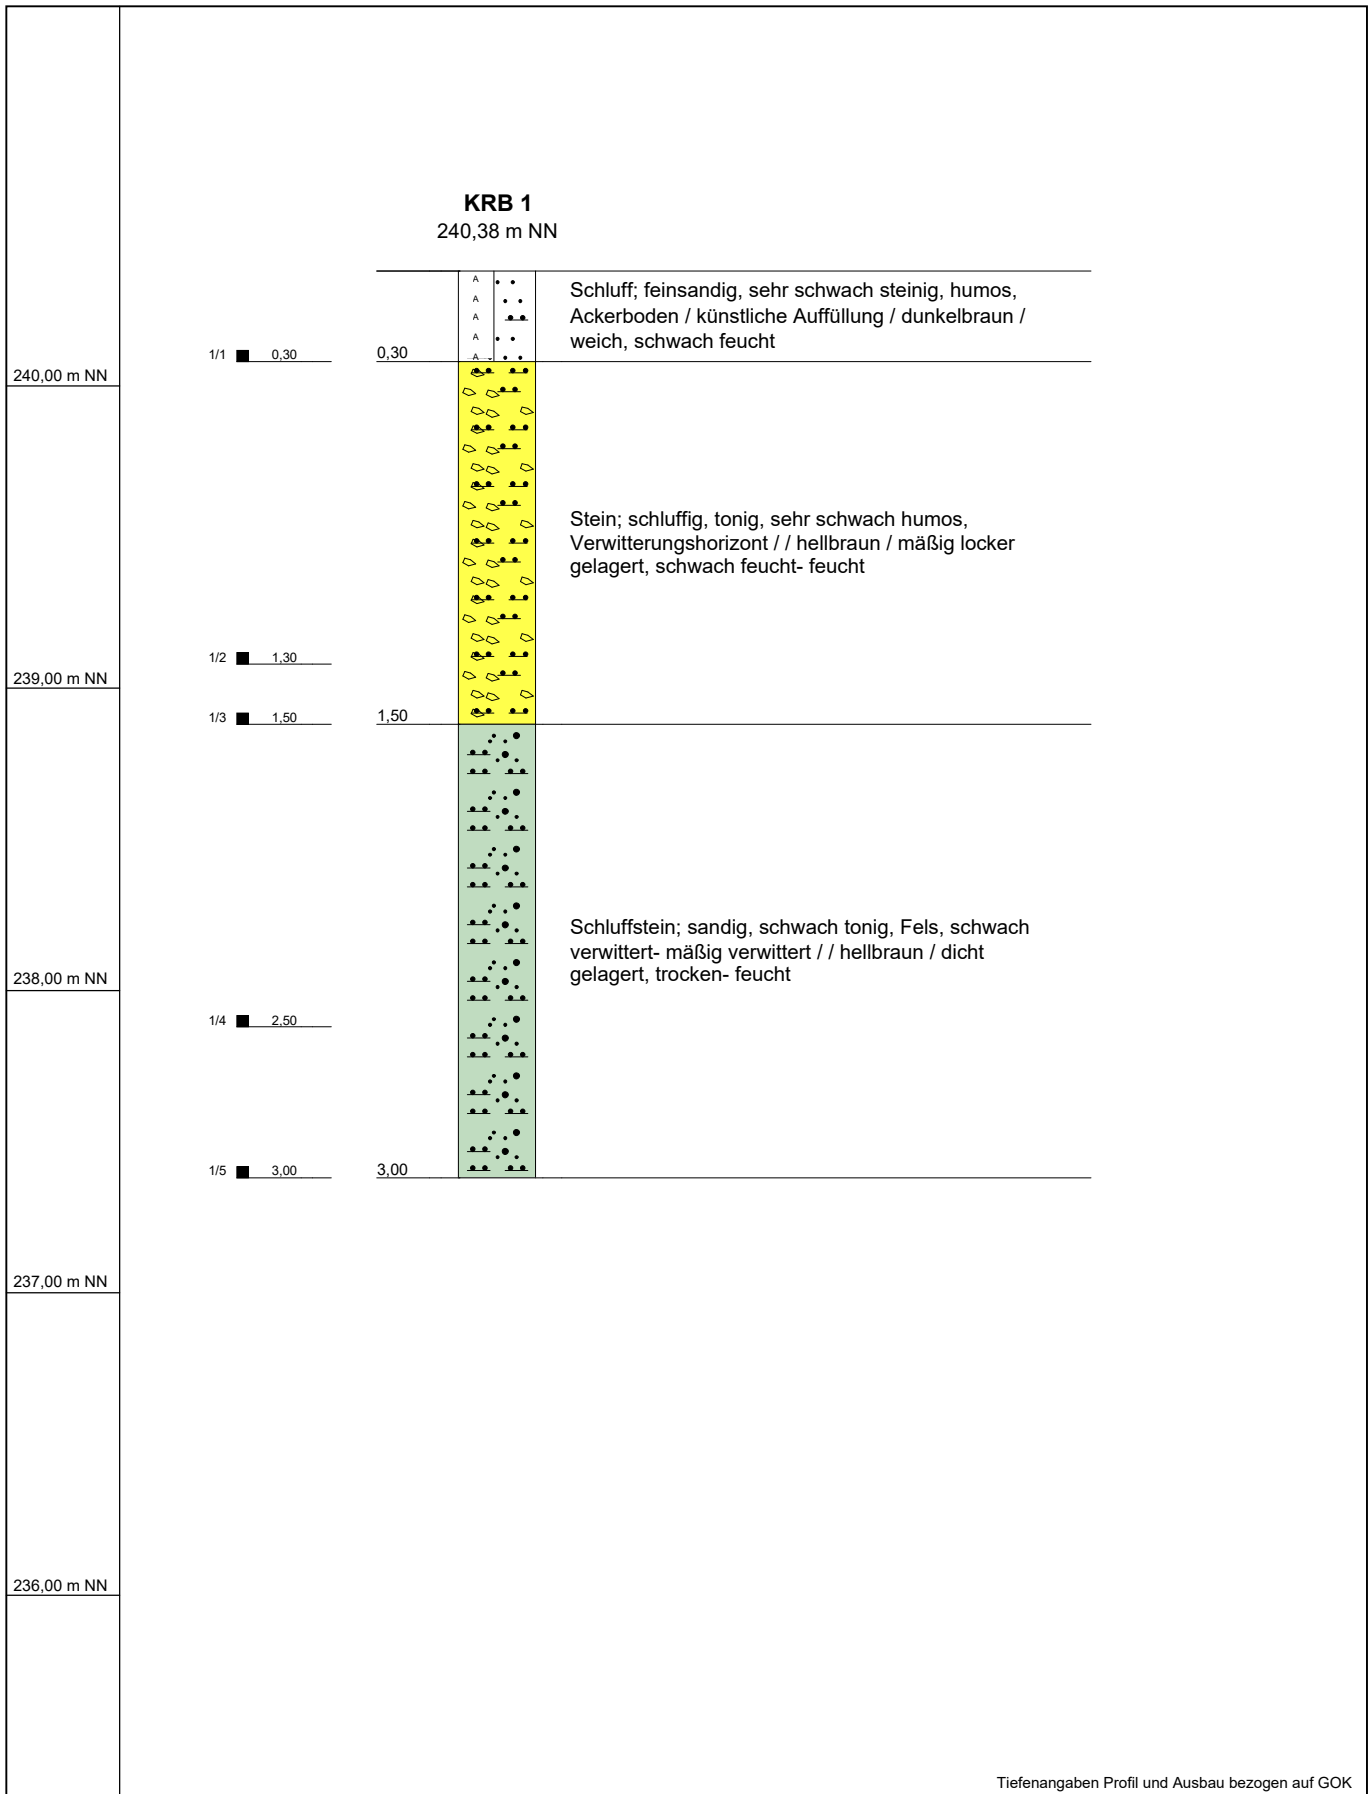 KRB 1
240,38 m NN
A
A
A
A
A
Schluff; feinsandig, sehr schwach steinig, humos,
Ackerboden / künstliche Auffüllung / dunkelbraun /
weich, schwach feucht
1/1 0,30 0,30
240,00 m NN
Stein; schluffig, tonig, sehr schwach humos,
Verwitterungshorizont / / hellbraun / mäßig locker
gelagert, schwach feucht- feucht
1/2 1,30
239,00 m NN
1/3 1,50 1,50
Schluffstein; sandig, schwach tonig, Fels, schwach
verwittert- mäßig verwittert / / hellbraun / dicht
gelagert, trocken- feucht
238,00 m NN
1/4 2,50
1/5 3,00 3,00
237,00 m NN
236,00 m NN
Tiefenangaben Profil und Ausbau bezogen auf GOK